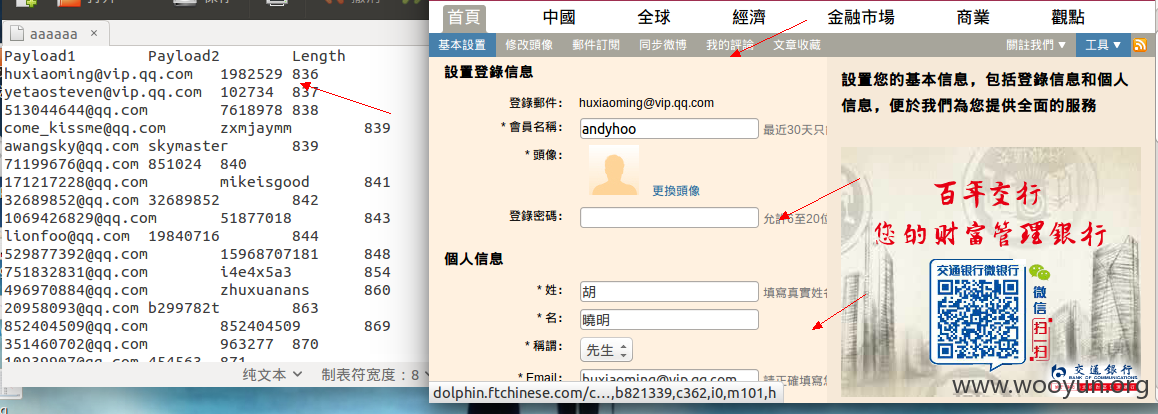 aaaaaa ×
Payload1 Payload2 Length
huxiaoming@vip.qq.com 1982529 836
yetaosteven@vip.qq.com 102734 837
513044644@qq.com 7618978 838
come_kissme@qq.com zxmjaymm 839
awangsky@qq.com skymaster 839
71199676@qq.com 851024 840
171217228@qq.com mikeisgood 841
32689852@qq.com 32689852 842
1069426829@qq.com 51877018 843
lionfoo@qq.com 19840716 844
529877392@qq.com 15968707181 848
751832831@qq.com i4e4x5a3 854
496970884@qq.com zhuxuanans 860
209580593@qq.com b299782t 863
852404509@qq.com 852404509 869
351460702@qq.com 963277 870
纯文本 制表符宽度：8
首頁 中國 全球 經濟 金融市場 商業 觀點
基本設置 修改頭像 郵件訂閱 同步微博 我的評論 文章收藏 關註我們 工具
設置登錄信息
登錄郵件: huxiaoming@vip.qq.com
* 會員名稱: andyhoo 最近30天只
* 頭像:
更換頭像
登錄密碼: 允許6至20位
個人信息
* 姓: 胡 填寫真實姓
* 名: 曉明
* 稱謂: 先生
* Email: huxiaoming@vip.qq.com 請正確填寫
dolphin.ftchinese.com/c…,b821339,c362,i0,m101,h
設置您的基本信息，包括登錄信息和個人
信息，便於我們為您提供全面的服務
百年交行
您的财富管理銀行
交通银行微银行
微信扫一扫
交通銀行
BANK OF COMMUNICATIONS
www.wooyun.org